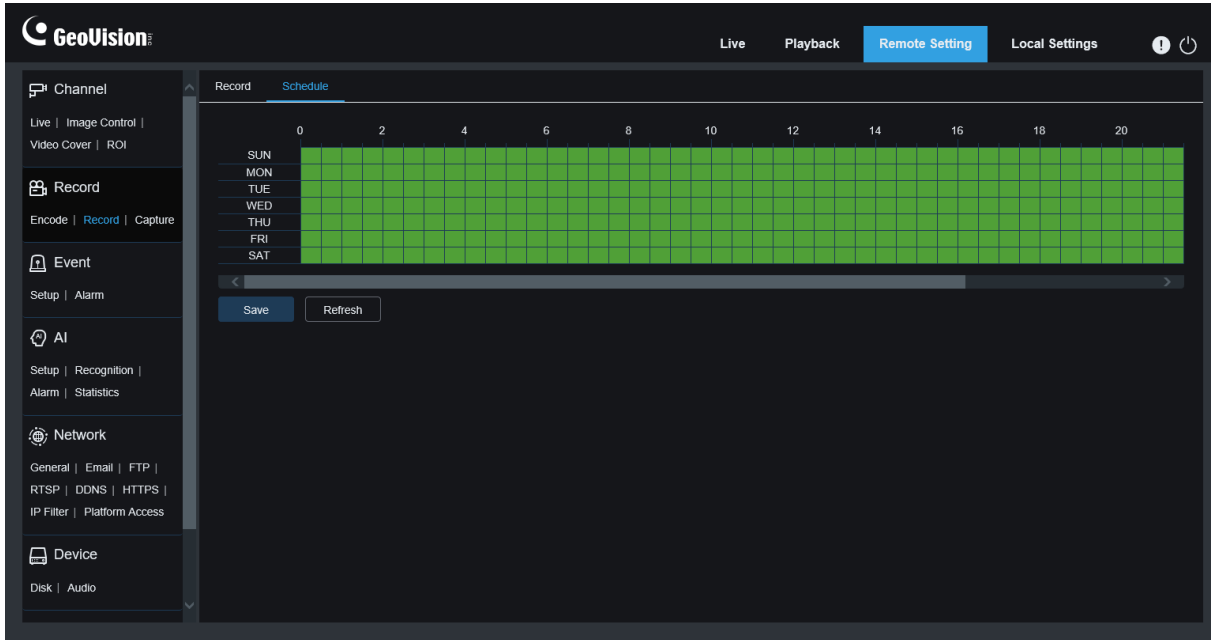 GeoVision Inc
Live Playback Remote Setting Local Settings
Channel
Live | Image Control |
Video Cover | ROI
Record
Encode | Record | Capture
Event
Setup | Alarm
AI
Setup | Recognition |
Alarm | Statistics
Network
General | Email | FTP |
RTSP | DDNS | HTTPS |
IP Filter | Platform Access
Device
Disk | Audio
Record Schedule
0 2 4 6 8 10 12 14 16 18 20
SUN
MON
TUE
WED
THU
FRI
SAT
Save Refresh